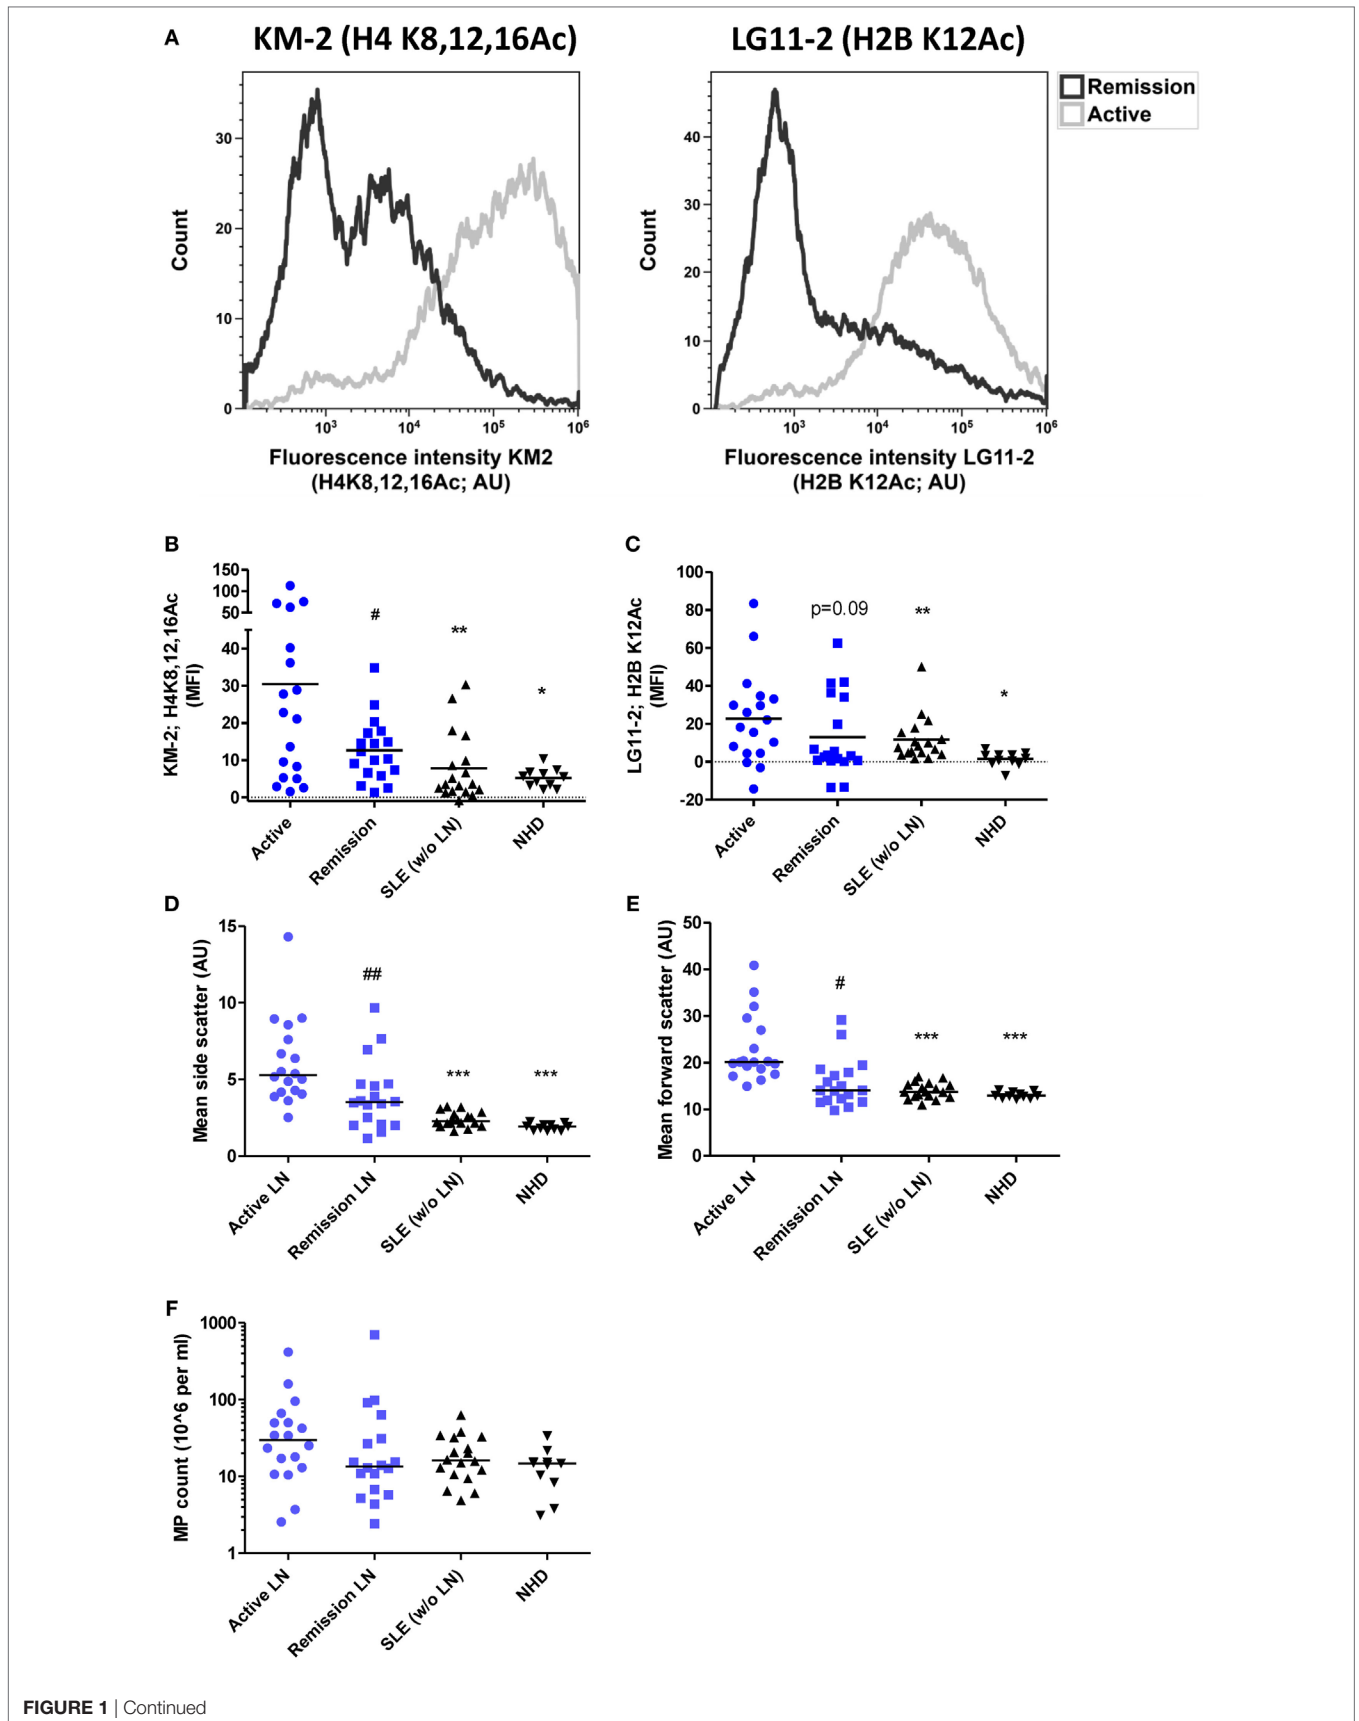 A
KM-2 (H4 K8,12,16Ac)
LG11-2 (H2B K12Ac)
Remission
Active
30
20
10
0
Count
10³
10⁴
10⁵
10⁶
Fluorescence intensity KM2
(H4K8,12,16Ac; AU)
40
30
20
10
0
Count
10³
10⁴
10⁵
10⁶
Fluorescence intensity LG11-2
(H2B K12Ac; AU)
B
KM-2; H4K8,12,16Ac
(MFI)
150
100
50
40
30
20
10
0
#
**
*
Active
Remission
SLE (w/o LN)
NHD
C
LG11-2; H2B K12Ac
(MFI)
100
80
60
40
20
0
-20
p=0.09
**
*
Active
Remission
SLE (w/o LN)
NHD
D
Mean side scatter (AU)
15
10
5
0
##
***
***
Active LN
Remission LN
SLE (w/o LN)
NHD
E
Mean forward scatter (AU)
50
40
30
20
10
0
#
***
***
Active LN
Remission LN
SLE (w/o LN)
NHD
F
MP count (10^6 per ml)
1000
100
10
1
Active LN
Remission LN
SLE (w/o LN)
NHD
FIGURE 1 | Continued